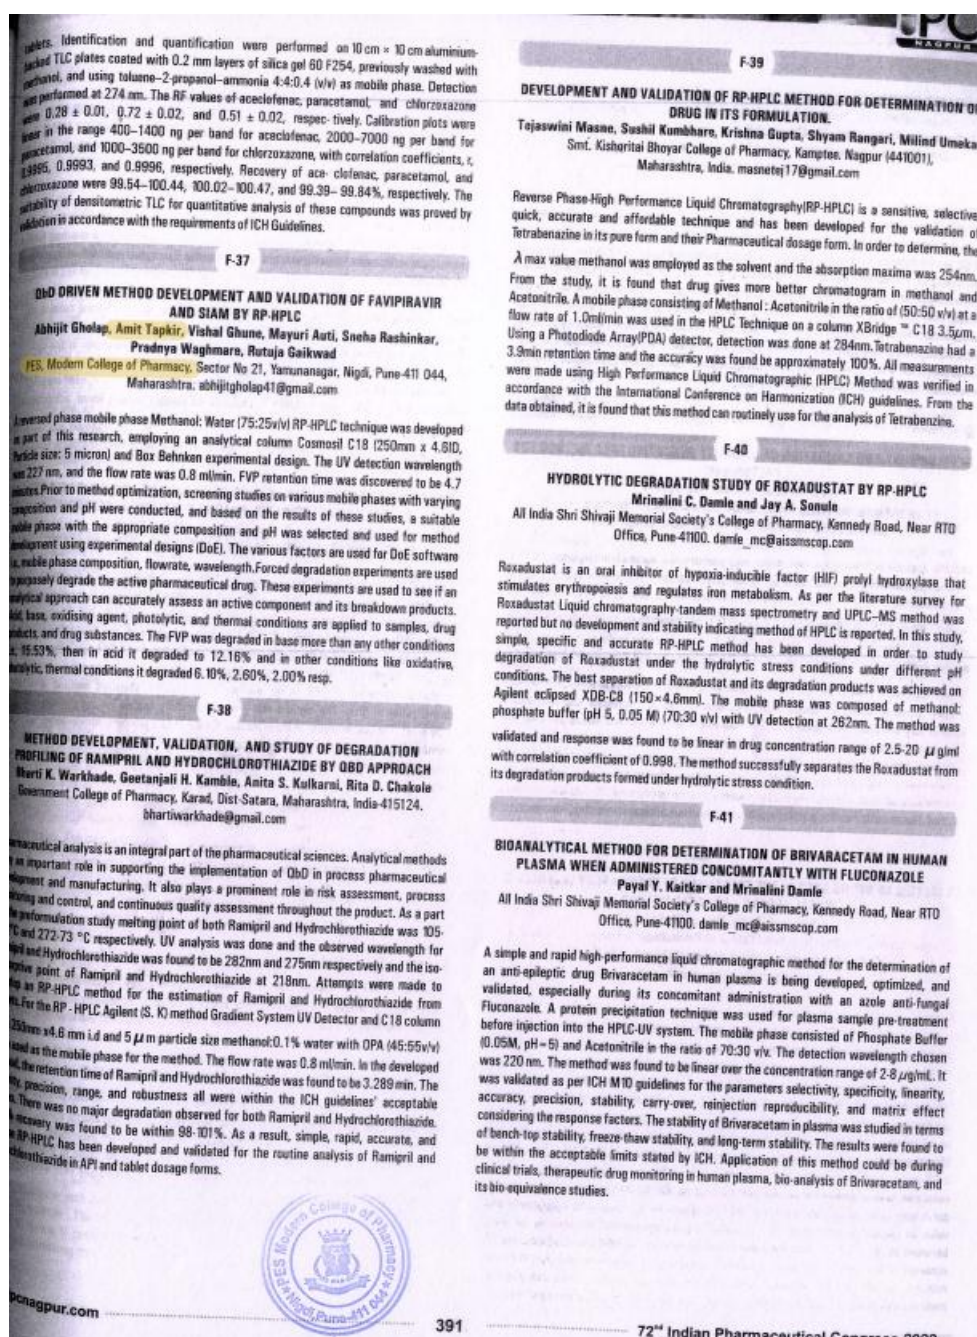 tablets. Identification and quantification were performed on 10 cm × 10 cm aluminium-
backed TLC plates coated with 0.2 mm layers of silica gel 60 F254, previously washed with
methanol, and using toluene–2-propanol–ammonia 4:4:0.4 (v/v) as mobile phase. Detection
was performed at 274 nm. The RF values of aceclofenac, paracetamol, and chlorzoxazone
were 0.28 ± 0.01, 0.72 ± 0.02, and 0.51 ± 0.02, respec- tively. Calibration plots were
linear in the range 400–1400 ng per band for aceclofenac, 2000–7000 ng per band for
paracetamol, and 1000–3500 ng per band for chlorzoxazone, with correlation coefficients, r,
0.9995, 0.9993, and 0.9996, respectively. Recovery of ace- clofenac, paracetamol, and
chlorzoxazone were 99.54–100.44, 100.02–100.47, and 99.39– 99.84%, respectively. The
suitability of densitometric TLC for quantitative analysis of these compounds was proved by
validation in accordance with the requirements of ICH Guidelines.
F-37
QbD DRIVEN METHOD DEVELOPMENT AND VALIDATION OF FAVIPIRAVIR
AND SIAM BY RP-HPLC
Abhijit Gholap, Amit Tapkir, Vishal Ghune, Mayuri Auti, Sneha Rashinkar,
Pradnya Waghmare, Rutuja Gaikwad
PES, Modern College of Pharmacy, Sector No 21, Yamunanagar, Nigdi, Pune-411 044,
Maharashtra. abhijitgholap41@gmail.com
A reversed phase mobile phase Methanol: Water (75:25v/v) RP-HPLC technique was developed
as part of this research, employing an analytical column Cosmosil C18 (250mm x 4.6ID,
Particle size: 5 micron) and Box Behnken experimental design. The UV detection wavelength
was 227 nm, and the flow rate was 0.8 ml/min. FVP retention time was discovered to be 4.7
minutes. Prior to method optimization, screening studies on various mobile phases with varying
composition and pH were conducted, and based on the results of these studies, a suitable
mobile phase with the appropriate composition and pH was selected and used for method
development using experimental designs (DoE). The various factors are used for DoE software
mobile phase composition, flowrate, wavelength.Forced degradation experiments are used
to purposely degrade the active pharmaceutical drug. These experiments are used to see if an
analytical approach can accurately assess an active component and its breakdown products.
Acid, base, oxidising agent, photolytic, and thermal conditions are applied to samples, drug
products, and drug substances. The FVP was degraded in base more than any other conditions
15.53%, then in acid it degraded to 12.16% and in other conditions like oxidative,
thermal conditions it degraded 6.10%, 2.60%, 2.00% resp.
F-38
METHOD DEVELOPMENT, VALIDATION, AND STUDY OF DEGRADATION
PROFILING OF RAMIPRIL AND HYDROCHLOROTHIAZIDE BY QBD APPROACH
Bharti K. Warkhade, Geetanjali H. Kamble, Anita S. Kulkarni, Rita D. Chakole
Government College of Pharmacy, Karad, Dist-Satara, Maharashtra, India-415124.
bhartiwarkhade@gmail.com
Pharmaceutical analysis is an integral part of the pharmaceutical sciences. Analytical methods
an important role in supporting the implementation of QbD in process pharmaceutical
and manufacturing. It also plays a prominent role in risk assessment, process
and control, and continuous quality assessment throughout the product. As a part
preformulation study melting point of both Ramipril and Hydrochlorothiazide was 105-
and 272-73 °C respectively. UV analysis was done and the observed wavelength for
and Hydrochlorothiazide was found to be 282nm and 275nm respectively and the iso-
point of Ramipril and Hydrochlorothiazide at 218nm. Attempts were made to
an RP-HPLC method for the estimation of Ramipril and Hydrochlorothiazide from
For the RP - HPLC Agilent (S. K) method Gradient System UV Detector and C18 column
250mm x4.6 mm i.d and 5 μm particle size methanol:0.1% water with OPA (45:55v/v)
used as the mobile phase for the method. The flow rate was 0.8 ml/min. In the developed
the retention time of Ramipril and Hydrochlorothiazide was found to be 3.289 min. The
precision, range, and robustness all were within the ICH guidelines' acceptable
There was no major degradation observed for both Ramipril and Hydrochlorothiazide.
recovery was found to be within 98-101%. As a result, simple, rapid, accurate, and
RP-HPLC has been developed and validated for the routine analysis of Ramipril and
in API and tablet dosage forms.
PES Modern College of Pharmacy
Nigdi, Pune-411 044
pcnagpur.com
391
IPC
NAGPUR
F-39
DEVELOPMENT AND VALIDATION OF RP-HPLC METHOD FOR DETERMINATION OF
DRUG IN ITS FORMULATION.
Tejaswini Masne, Sushil Kumbhare, Krishna Gupta, Shyam Rangari, Milind Umeka
Smt. Kishoritai Bhoyar College of Pharmacy, Kamptee. Nagpur (441001),
Maharashtra, India. masnetej17@gmail.com
Reverse Phase-High Performance Liquid Chromatography(RP-HPLC) is a sensitive, selective
quick, accurate and affordable technique and has been developed for the validation of
Tetrabenazine in its pure form and their Pharmaceutical dosage form. In order to determine, the
λ max value methanol was employed as the solvent and the absorption maxima was 254nm.
From the study, it is found that drug gives more better chromatogram in methanol and
Acetonitrile. A mobile phase consisting of Methanol : Acetonitrile in the ratio of (50:50 v/v) at a
flow rate of 1.0ml/min was used in the HPLC Technique on a column XBridge ™ C18 3.5μm.
Using a Photodiode Array(PDA) detector, detection was done at 284nm. Tetrabenazine had a
3.9min retention time and the accuracy was found be approximately 100%. All measurements
were made using High Performance Liquid Chromatographic (HPLC) Method was verified in
accordance with the International Conference on Harmonization (ICH) guidelines. From the
data obtained, it is found that this method can routinely use for the analysis of Tetrabenzine.
F-40
HYDROLYTIC DEGRADATION STUDY OF ROXADUSTAT BY RP-HPLC
Mrinalini C. Damle and Jay A. Sonule
All India Shri Shivaji Memorial Society's College of Pharmacy, Kennedy Road, Near RTO
Office, Pune-41100. damle_mc@aissmscop.com
Roxadustat is an oral inhibitor of hypoxia-inducible factor (HIF) prolyl hydroxylase that
stimulates erythropoiesis and regulates iron metabolism. As per the literature survey for
Roxadustat Liquid chromatography-tandem mass spectrometry and UPLC–MS method was
reported but no development and stability indicating method of HPLC is reported. In this study,
simple, specific and accurate RP-HPLC method has been developed in order to study
degradation of Roxadustat under the hydrolytic stress conditions under different pH
conditions. The best separation of Roxadustat and its degradation products was achieved on
Agilent eclipsed XDB-C8 (150×4.6mm). The mobile phase was composed of methanol:
phosphate buffer (pH 5, 0.05 M) (70:30 v/v) with UV detection at 262nm. The method was
validated and response was found to be linear in drug concentration range of 2.5-20 μg/ml
with correlation coefficient of 0.998. The method successfully separates the Roxadustat from
its degradation products formed under hydrolytic stress condition.
F-41
BIOANALYTICAL METHOD FOR DETERMINATION OF BRIVARACETAM IN HUMAN
PLASMA WHEN ADMINISTERED CONCOMITANTLY WITH FLUCONAZOLE
Payal Y. Kaitkar and Mrinalini Damle
All India Shri Shivaji Memorial Society's College of Pharmacy, Kennedy Road, Near RTO
Office, Pune-41100. damle_mc@aissmscop.com
A simple and rapid high-performance liquid chromatographic method for the determination of
an anti-epileptic drug Brivaracetam in human plasma is being developed, optimized, and
validated, especially during its concomitant administration with an azole anti-fungal
Fluconazole. A protein precipitation technique was used for plasma sample pre-treatment
before injection into the HPLC-UV system. The mobile phase consisted of Phosphate Buffer
(0.05M, pH–5) and Acetonitrile in the ratio of 70:30 v/v. The detection wavelength chosen
was 220 nm. The method was found to be linear over the concentration range of 2-8 μg/mL. It
was validated as per ICH M10 guidelines for the parameters selectivity, specificity, linearity,
accuracy, precision, stability, carry-over, reinjection reproducibility, and matrix effect
considering the response factors. The stability of Brivaracetam in plasma was studied in terms
of bench-top stability, freeze-thaw stability, and long-term stability. The results were found to
be within the acceptable limits stated by ICH. Application of this method could be during
clinical trials, therapeutic drug monitoring in human plasma, bio-analysis of Brivaracetam, and
its bio-equivalence studies.
72nd Indian Pharmaceutical Congress